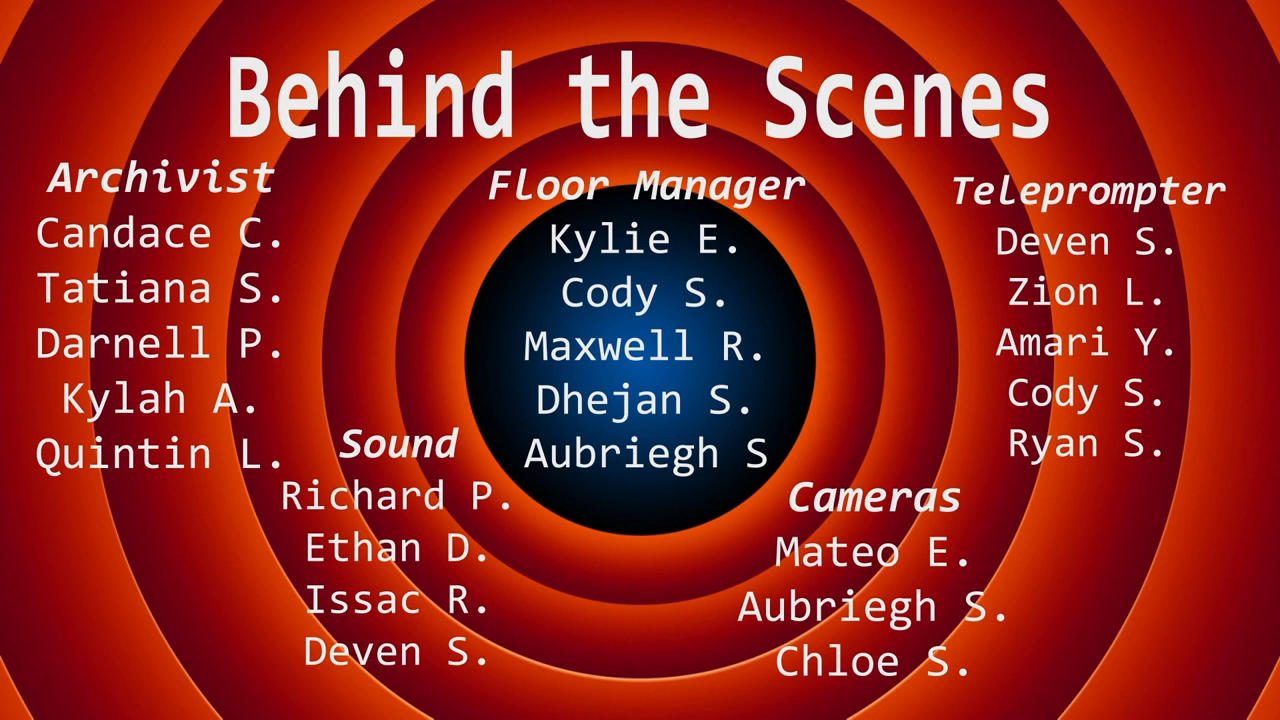 Behind the Scenes
Archivist
Candace C.
Tatiana S.
Darnell P.
Kylah A.
Quintin L.
Sound
Richard P.
Ethan D.
Issac R.
Deven S.
Floor Manager
Kylie E.
Cody S.
Maxwell R.
Dhejan S.
Aubriegh S
Cameras
Mateo E.
Aubriegh S.
Chloe S.
Teleprompter
Deven S.
Zion L.
Amari Y.
Cody S.
Ryan S.